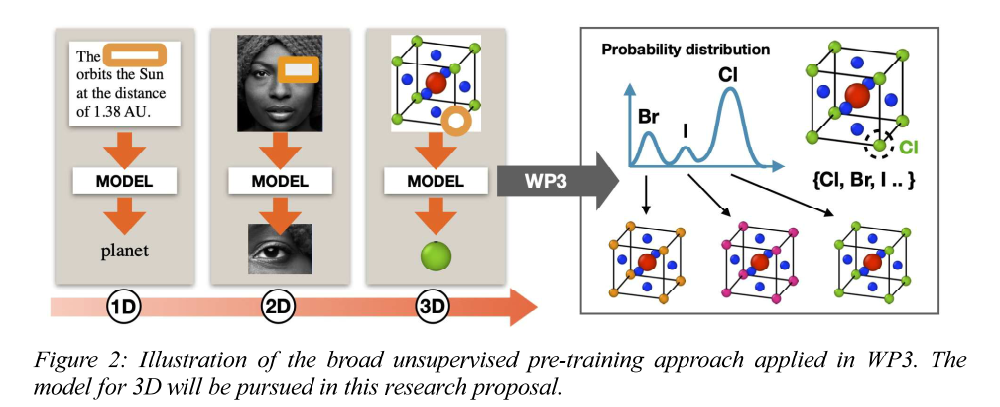 The
orbits the Sun
at the distance
of 1.38 AU.
MODEL
planet
1D
MODEL
2D
MODEL
3D
WP3
Probability distribution
Br
I
Cl
Cl
{Cl, Br, I .. }
Figure 2: Illustration of the broad unsupervised pre-training approach applied in WP3. The
model for 3D will be pursued in this research proposal.